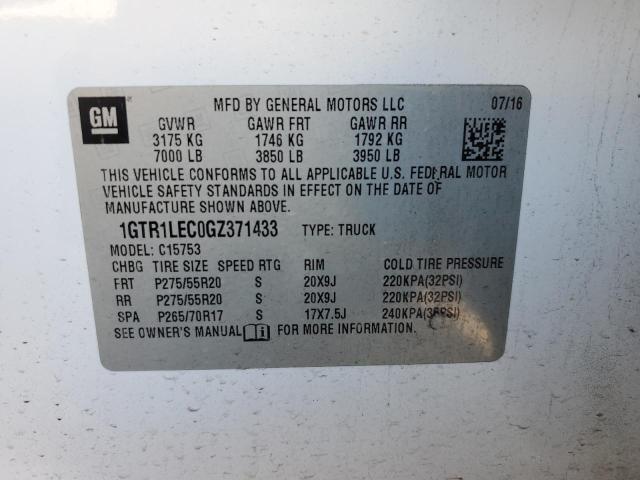 GM
MFD BY GENERAL MOTORS LLC 07/16
GVWR GAWR FRT GAWR RR
3175 KG 1746 KG 1792 KG
7000 LB 3850 LB 3950 LB
THIS VEHICLE CONFORMS TO ALL APPLICABLE U.S. FEDERAL MOTOR
VEHICLE SAFETY STANDARDS IN EFFECT ON THE DATE OF
MANUFACTURE SHOWN ABOVE.
1GTR1LEC0GZ371433 TYPE: TRUCK
MODEL: C15753
CHBG TIRE SIZE SPEED RTG RIM COLD TIRE PRESSURE
FRT P275/55R20 S 20X9J 220KPA(32PSI)
RR P275/55R20 S 20X9J 220KPA(32PSI)
SPA P265/70R17 S 17X7.5J 240KPA(35PSI)
SEE OWNER'S MANUAL FOR MORE INFORMATION.